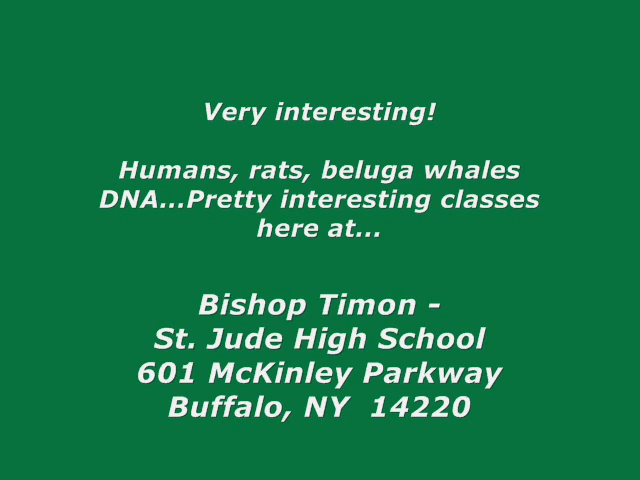 Very interesting!
Humans, rats, beluga whales
DNA...Pretty interesting classes
here at...
Bishop Timon -
St. Jude High School
601 McKinley Parkway
Buffalo, NY  14220